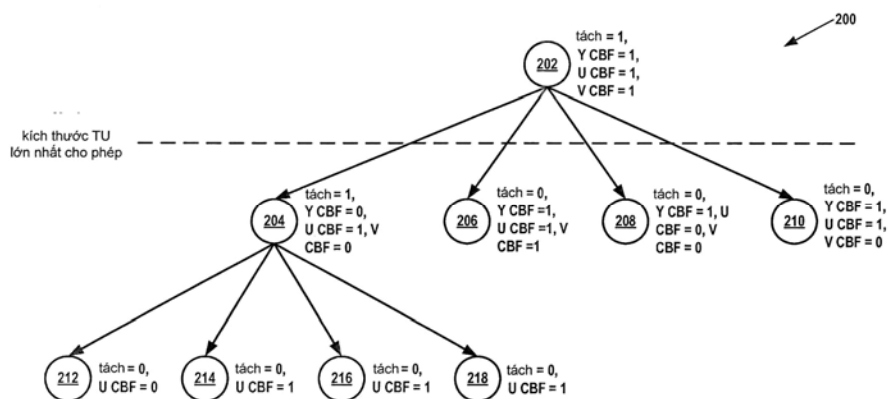 200
202
tách = 1,
Y CBF = 1,
U CBF = 1,
V CBF = 1
kích thước TU
lớn nhất cho phép
204
tách = 1,
Y CBF = 0,
U CBF = 1, V
CBF = 0
206
tách = 0,
Y CBF =1,
U CBF =1, V
CBF =1
208
tách = 0,
Y CBF = 1, U
CBF = 0, V
CBF = 0
210
tách = 0,
Y CBF = 1,
U CBF = 1,
V CBF = 0
212
tách = 0,
U CBF = 0
214
tách = 0,
U CBF = 1
216
tách = 0,
U CBF = 1
218
tách = 0,
U CBF = 1